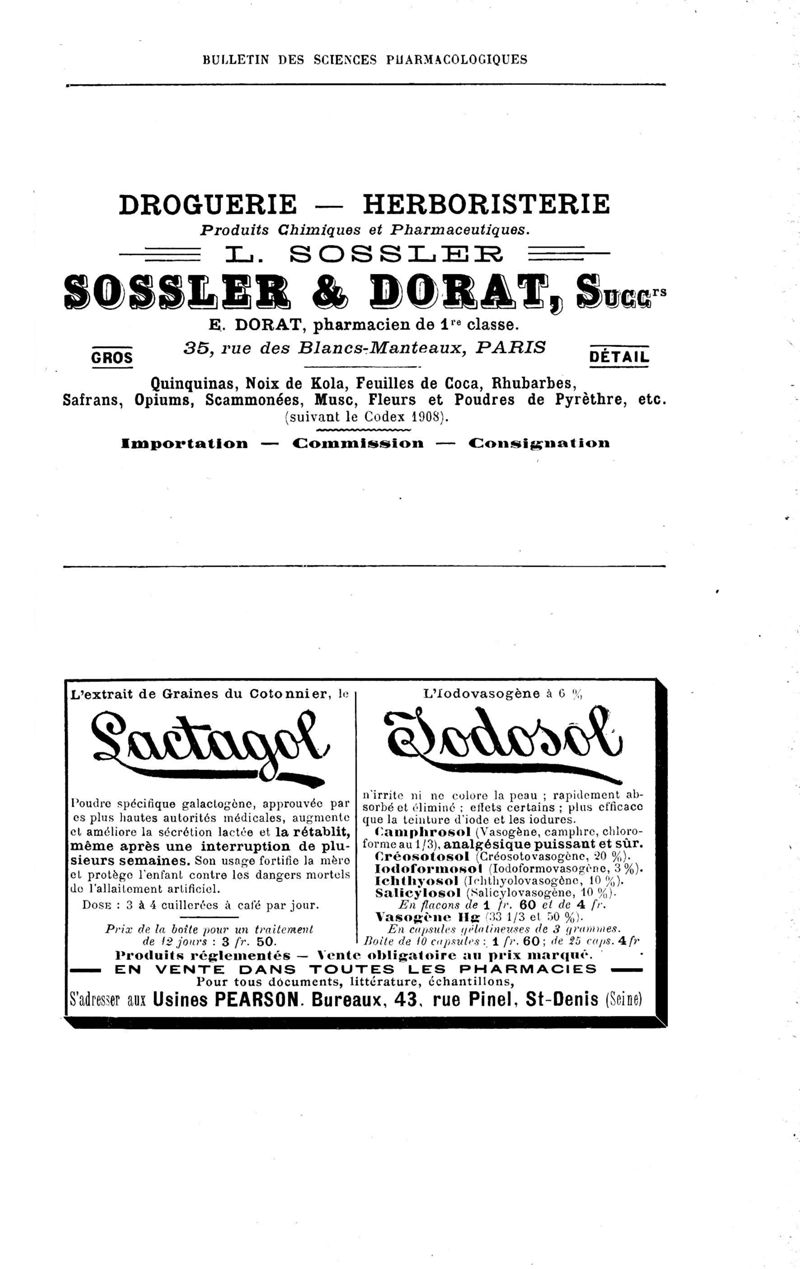 BULLETIN DES SCIENCES PHARMACOLOGIQUES
DROGUERIE — HERBORISTERIE
Produits Chimiques et Pharmaceutiques.
L. SOSSLER
SOSSLER & DORAT, Succrs
E. DORAT, pharmacien de 1re classe.
GROS
35, rue des Blancs-Manteaux, PARIS
DÉTAIL
Quinquinas, Noix de Kola, Feuilles de Coca, Rhubarbes,
Safrans, Opiums, Scammonées, Musc, Fleurs et Poudres de Pyrèthre, etc.
(suivant le Codex 1908).
Importation — Commission — Consignation
L'extrait de Graines du Cotonnier, le
Lactagol
Poudre spécifique galactogène, approuvée par
es plus hautes autorités médicales, augmente
et améliore la sécrétion lactée et la rétablit,
même après une interruption de plu-
sieurs semaines. Son usage fortifie la mère
et protège l'enfant contre les dangers mortels
de l'allaitement artificiel.
DOSE : 3 à 4 cuillerées à café par jour.
Prix de la boîte pour un traitement
de 12 jours : 3 fr. 50.
L'Iodovasogène à 6 %
Iodosol
n'irrite ni ne colore la peau ; rapidement ab-
sorbé et éliminé ; effets certains ; plus efficace
que la teinture d'iode et les iodures.
Camphrosol (Vasogène, camphre, chloro-
forme au 1/3), analgésique puissant et sûr.
Créosotosol (Créosotovasogène, 20 %).
Iodoformosol (Iodoformovasogène, 3 %).
Ichthyosol (Ichthyolovasogène, 10 %).
Salicylosol (Salicylovasogène, 10 %).
En flacons de 1 fr. 60 et de 4 fr.
Vasogène Hg (33 1/3 et 50 %).
En capsules gélatineuses de 3 grammes.
Boîte de 10 capsules : 1 fr. 60 ; de 25 caps. 4 fr
Produits réglementés — Vente obligatoire au prix marqué.
EN VENTE DANS TOUTES LES PHARMACIES
Pour tous documents, littérature, échantillons,
S'adresser aux Usines PEARSON. Bureaux, 43, rue Pinel, St-Denis (Seine)